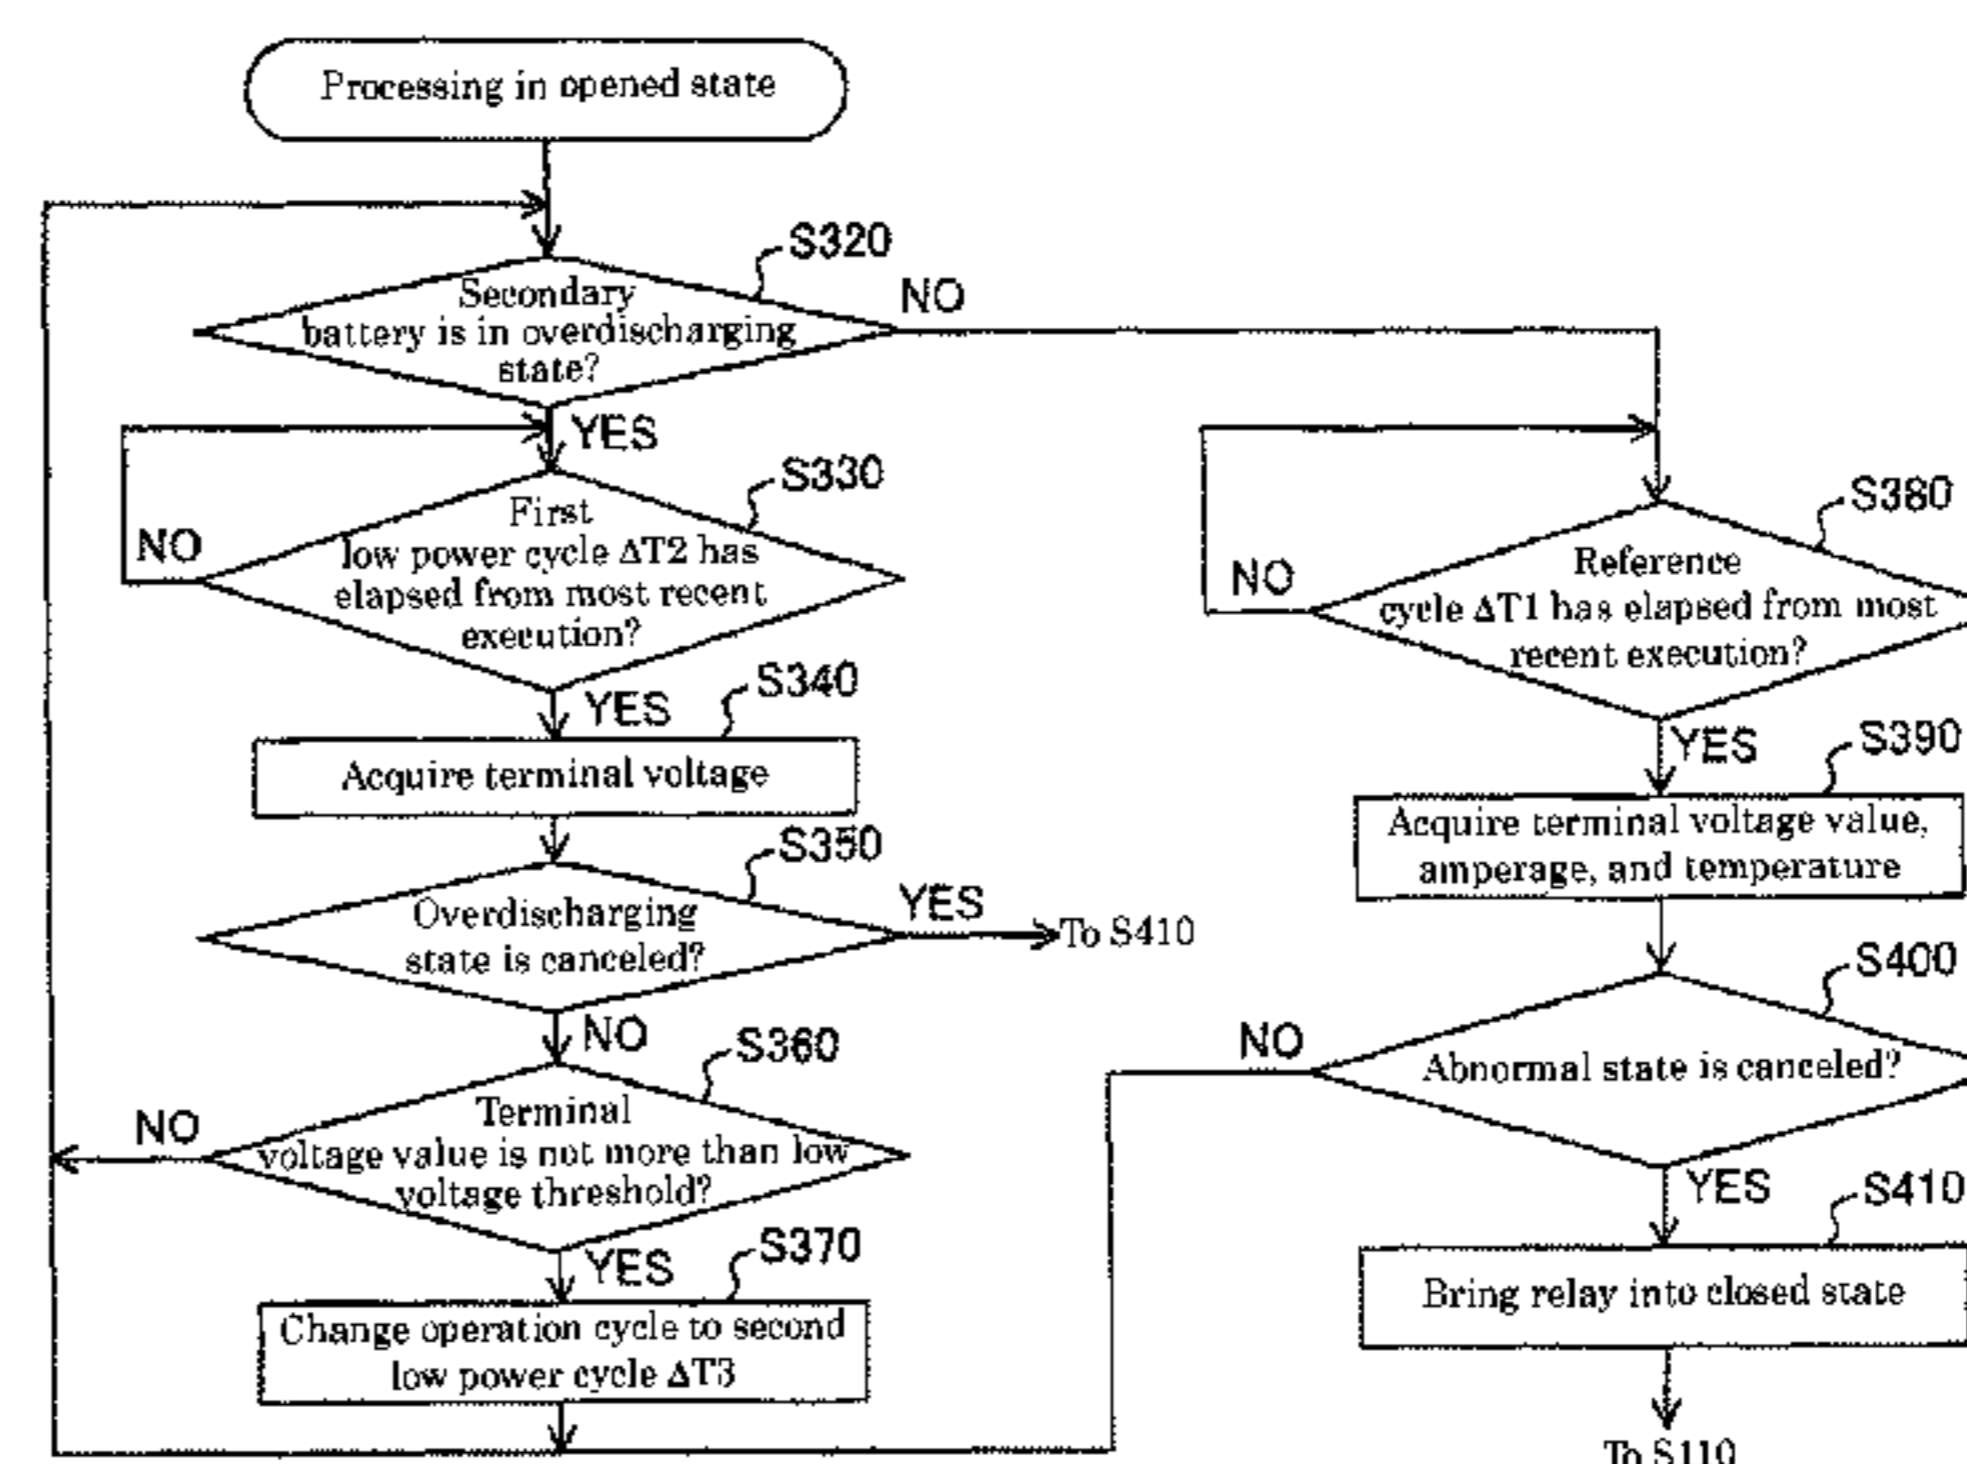 Processing in opened state
S320
Secondary
battery is in overdischarging
state?
NO
YES
S330
First
low power cycle ΔT2 has
elapsed from most recent
execution?
NO
YES
S340
Acquire terminal voltage
S350
Overdischarging
state is canceled?
YES
To S410
NO
S360
Terminal
voltage value is not more than low
voltage threshold?
NO
YES
S370
Change operation cycle to second
low power cycle ΔT3
S380
Reference
cycle ΔT1 has elapsed from most
recent execution?
NO
YES
S390
Acquire terminal voltage value,
amperage, and temperature
S400
Abnormal state is canceled?
NO
YES
S410
Bring relay into closed state
To S110